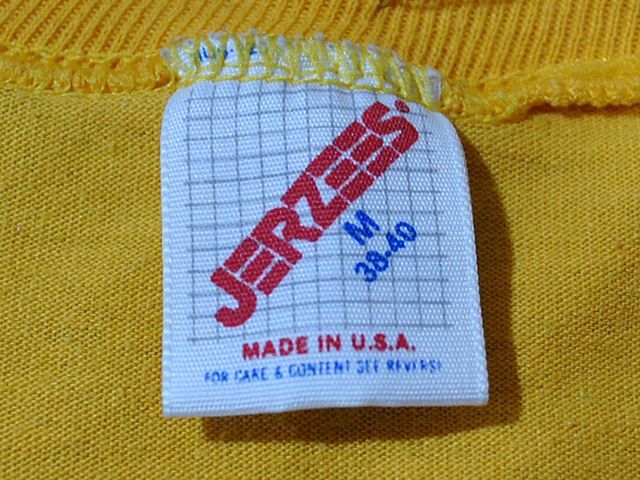 JERZEES
M
38-40
MADE IN U.S.A.
FOR CARE & CONTENT SEE REVERSE